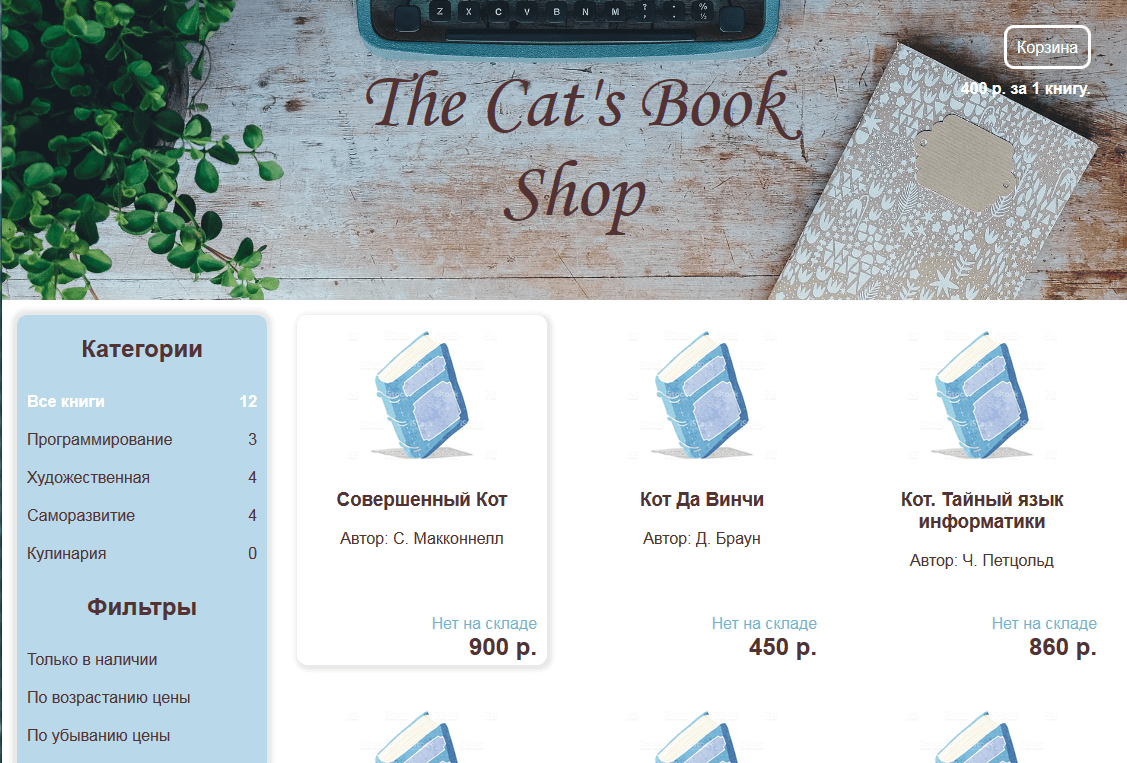 Z X C V B N M ? , : . % ½
Корзина
400 р. за 1 книгу.
The Cat's Book
Shop
Категории
Все книги 12
Программирование 3
Художественная 4
Саморазвитие 4
Кулинария 0
Фильтры
Только в наличии
По возрастанию цены
По убыванию цены
Совершенный Кот
Автор: С. Макконнелл
Нет на складе
900 р.
Кот Да Винчи
Автор: Д. Браун
Нет на складе
450 р.
Кот. Тайный язык
информатики
Автор: Ч. Петцольд
Нет на складе
860 р.